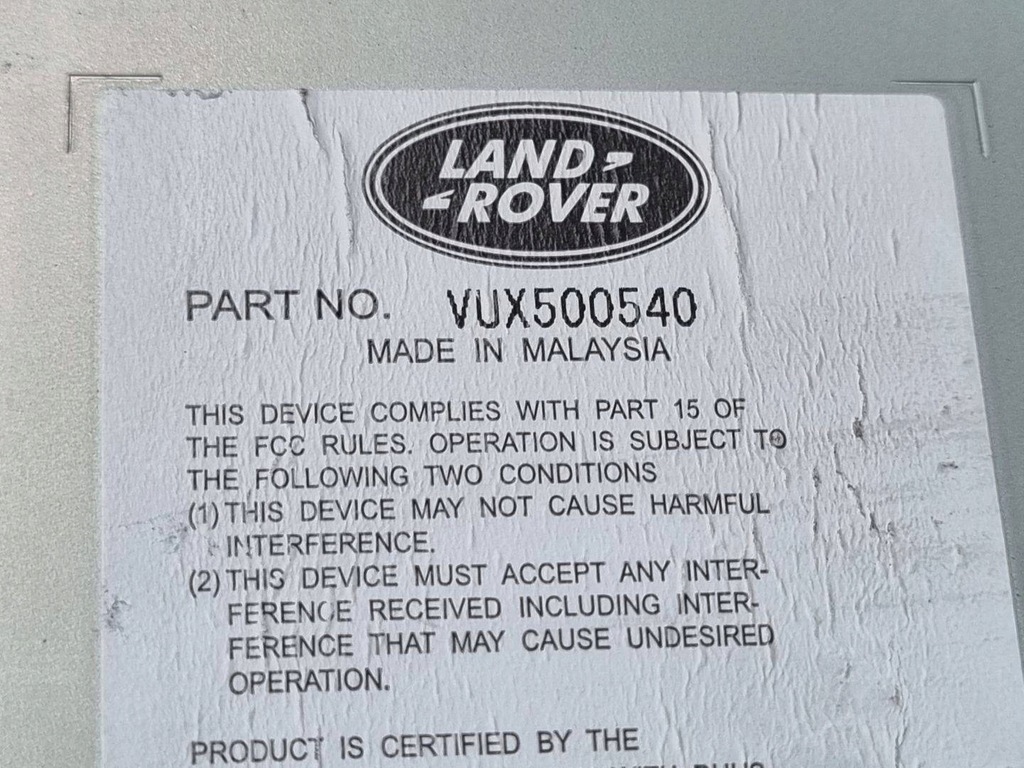 LAND
ROVER
PART NO. VUX500540
MADE IN MALAYSIA
THIS DEVICE COMPLIES WITH PART 15 OF
THE FCC RULES. OPERATION IS SUBJECT TO
THE FOLLOWING TWO CONDITIONS
(1) THIS DEVICE MAY NOT CAUSE HARMFUL
INTERFERENCE.
(2) THIS DEVICE MUST ACCEPT ANY INTER-
FERENCE RECEIVED INCLUDING INTER-
FERENCE THAT MAY CAUSE UNDESIRED
OPERATION.
PRODUCT IS CERTIFIED BY THE